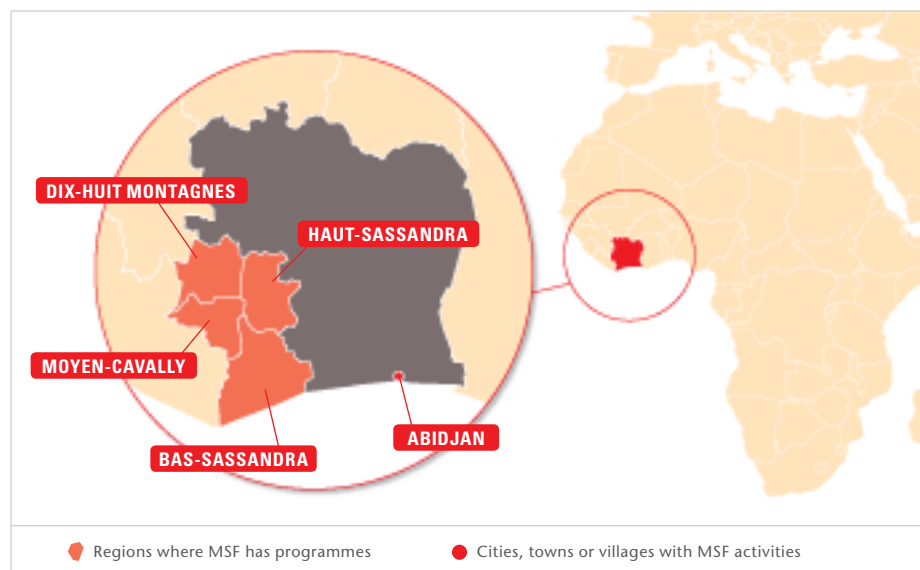 DIX-HUIT MONTAGNES
HAUT-SASSANDRA
MOYEN-CAVALLY
BAS-SASSANDRA
ABIDJAN
Regions where MSF has programmes
Cities, towns or villages with MSF activities